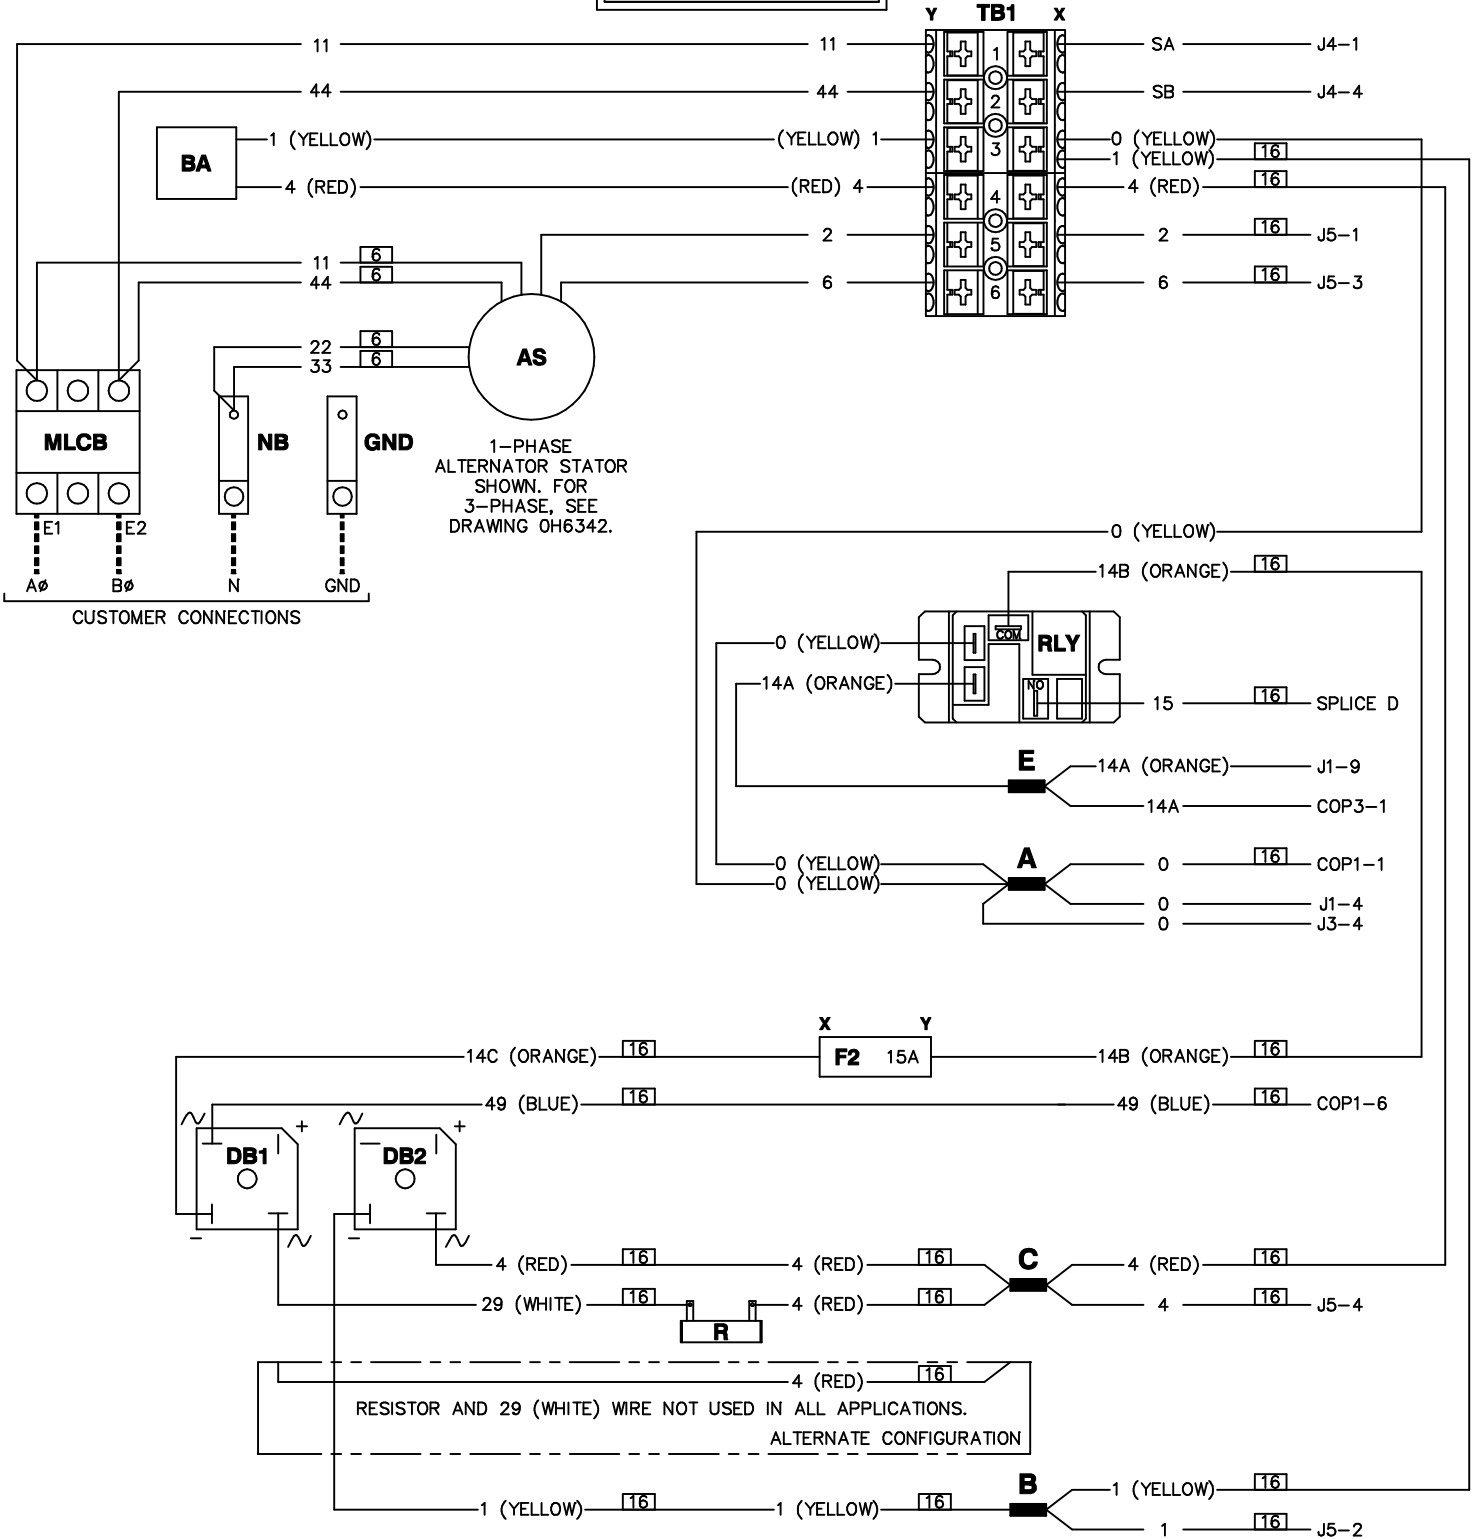 Y TB1 X
11 11 1 SA J4-1
44 44 2 SB J4-4
1 (YELLOW) (YELLOW) 1 3 0 (YELLOW)
BA 1 (YELLOW) 16
4 (RED) (RED) 4 4 4 (RED) 16
2 5 2 16 J5-1
11 6
44 6 6 6 6 16 J5-3
22 6
33 6
AS
MLCB NB GND
1-PHASE
ALTERNATOR STATOR
SHOWN. FOR
3-PHASE, SEE
DRAWING 0H6342.
E1 E2
AØ BØ N GND
CUSTOMER CONNECTIONS
0 (YELLOW)
14B (ORANGE) 16
COM
0 (YELLOW) RLY
14A (ORANGE) NO
15 16 SPLICE D
E 14A (ORANGE) J1-9
14A COP3-1
A
0 (YELLOW) 0 16 COP1-1
0 (YELLOW)
0 J1-4
0 J3-4
X Y
14C (ORANGE) 16 F2 15A 14B (ORANGE) 16
49 (BLUE) 16 49 (BLUE) 16 COP1-6
+ +
DB1 DB2
- -
4 (RED) 16 4 (RED) 16 C 4 (RED) 16
29 (WHITE) 16 4 (RED) 16 4 16 J5-4
R
4 (RED) 16
RESISTOR AND 29 (WHITE) WIRE NOT USED IN ALL APPLICATIONS.
ALTERNATE CONFIGURATION
B 1 (YELLOW) 16
1 (YELLOW) 16 1 (YELLOW) 16
1 16 J5-2